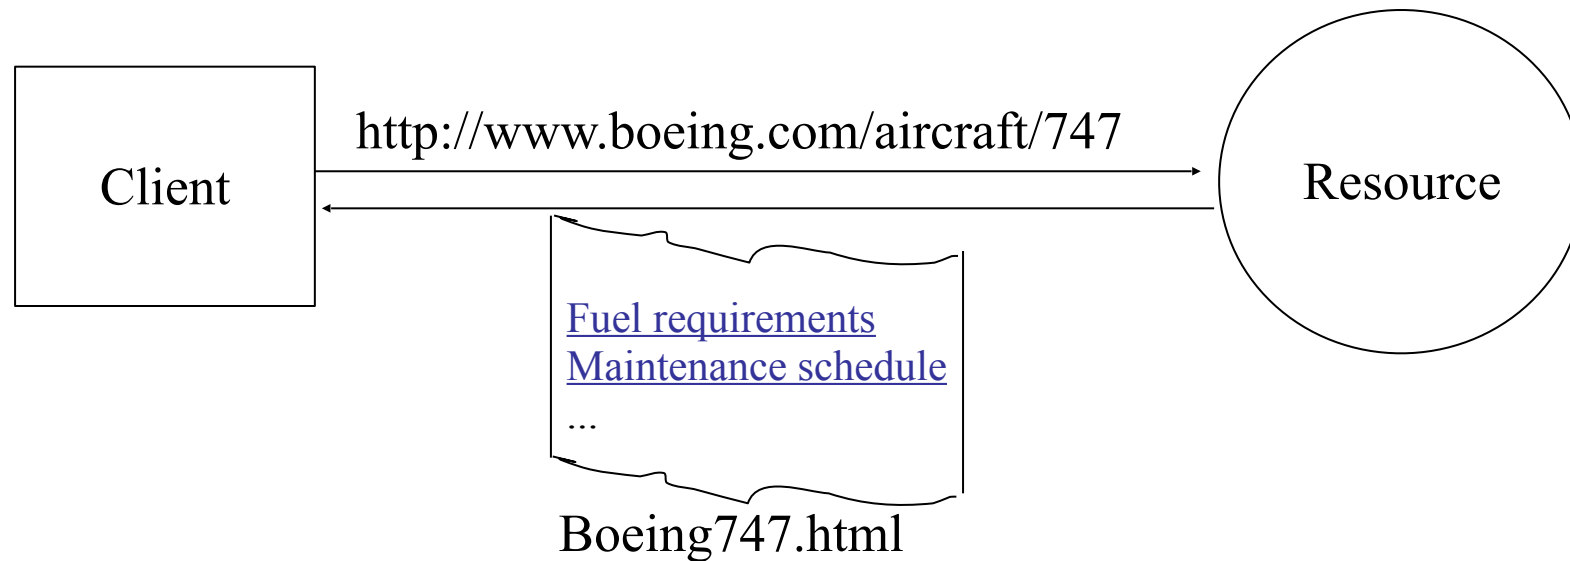 http://www.boeing.com/aircraft/747
Client
Resource
Fuel requirements
Maintenance schedule
...
Boeing747.html